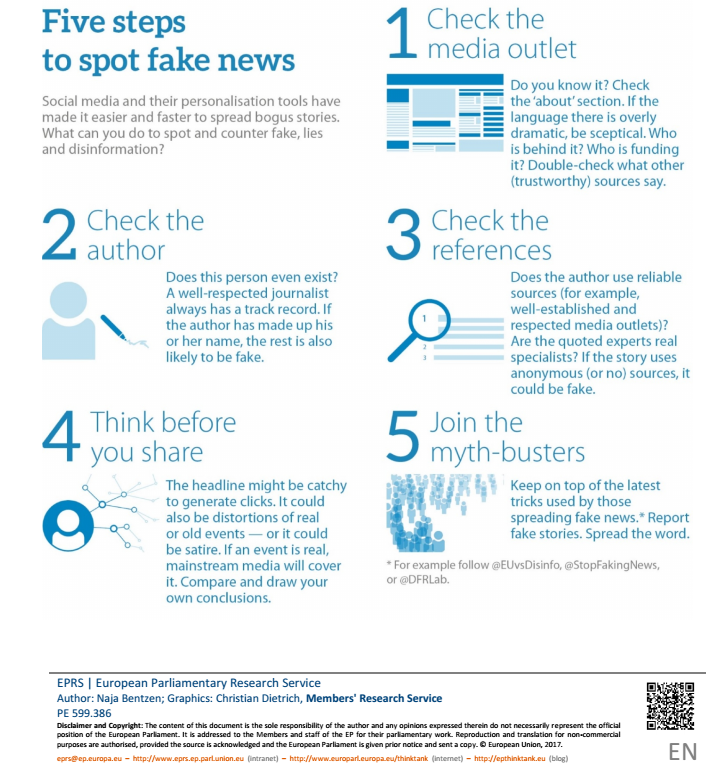 Five steps
to spot fake news
Social media and their personalisation tools have
made it easier and faster to spread bogus stories.
What can you do to spot and counter fake, lies
and disinformation?
1 Check the
media outlet
Do you know it? Check
the ‘about’ section. If the
language there is overly
dramatic, be sceptical. Who
is behind it? Who is funding
it? Double-check what other
(trustworthy) sources say.
2 Check the
author
Does this person even exist?
A well-respected journalist
always has a track record. If
the author has made up his
or her name, the rest is also
likely to be fake.
3 Check the
references
1
2
3
Does the author use reliable
sources (for example,
well-established and
respected media outlets)?
Are the quoted experts real
specialists? If the story uses
anonymous (or no) sources, it
could be fake.
4 Think before
you share
The headline might be catchy
to generate clicks. It could
also be distortions of real
or old events — or it could
be satire. If an event is real,
mainstream media will cover
it. Compare and draw your
own conclusions.
5 Join the
myth-busters
Keep on top of the latest
tricks used by those
spreading fake news.* Report
fake stories. Spread the word.
* For example follow @EUvsDisinfo, @StopFakingNews,
or @DFRLab.
EPRS | European Parliamentary Research Service
Author: Naja Bentzen; Graphics: Christian Dietrich, Members' Research Service
PE 599.386
Disclaimer and Copyright: The content of this document is the sole responsibility of the author and any opinions expressed therein do not necessarily represent the official
position of the European Parliament. It is addressed to the Members and staff of the EP for their parliamentary work. Reproduction and translation for non-commercial
purposes are authorised, provided the source is acknowledged and the European Parliament is given prior notice and sent a copy. © European Union, 2017.
eprs@ep.europa.eu – http://www.eprs.ep.parl.union.eu (intranet) – http://www.europarl.europa.eu/thinktank (internet) – http://epthinktank.eu (blog)
EN